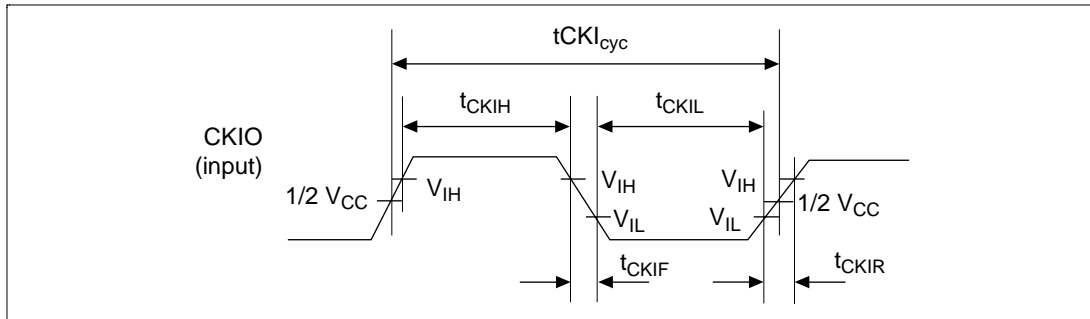 tCKIcyc
tCKIH
tCKIL
CKIO
(input)
VIH
VIH
VIH
1/2 VCC
1/2 VCC
VIL
VIL
tCKIF
tCKIR